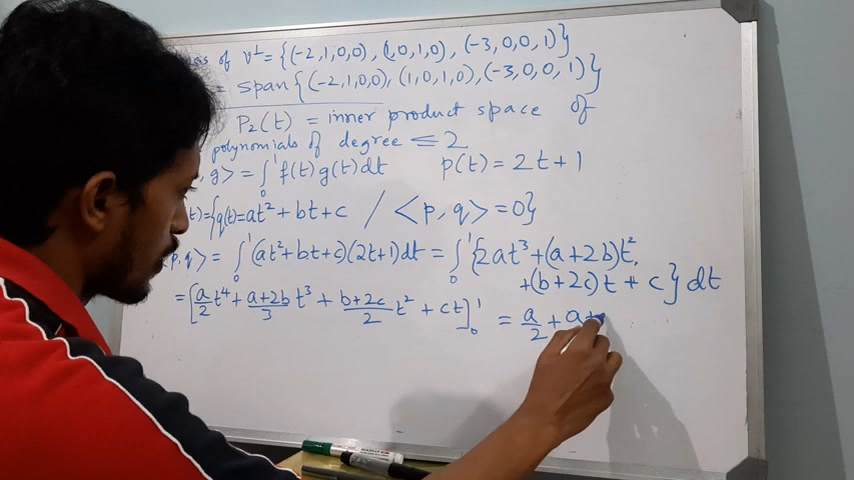 of v⊥ = {(-2,1,0,0), (1,0,1,0), (-3,0,0,1)}
= span{(-2,1,0,0), (1,0,1,0), (-3,0,0,1)}
P₂(t) = inner product space of
polynomials of degree ≤ 2
, g> = ∫₀¹ f(t) g(t) dt p(t) = 2t+1
t) = {q(t) = at² + bt + c / <p, q> = 0}
p, q> = ∫₀¹ (at² + bt + c)(2t+1) dt = ∫₀¹ {2at³ + (a+2b)t²
+ (b+2c)t + c} dt
= [a/2 t⁴ + a+2b/3 t³ + b+2c/2 t² + ct]₀¹ = a/2 + a+